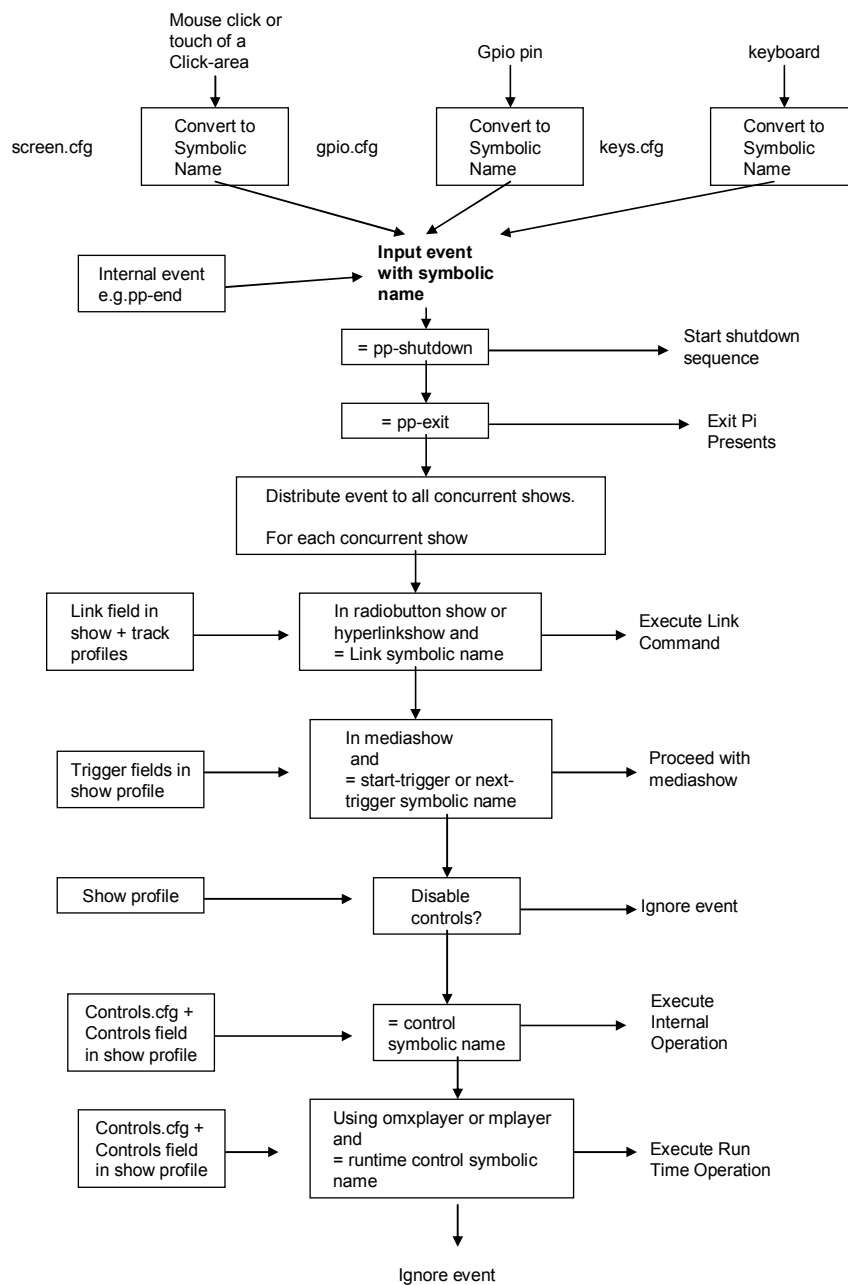 Mouse click or
touch of a
Click-area
Gpio pin
keyboard
screen.cfg
Convert to
Symbolic
Name
gpio.cfg
Convert to
Symbolic
Name
keys.cfg
Convert to
Symbolic
Name
Input event
with symbolic
name
Internal event
e.g.pp-end
= pp-shutdown
Start shutdown
sequence
= pp-exit
Exit Pi
Presents
Distribute event to all concurrent shows.
For each concurrent show
Link field in
show + track
profiles
In radiobutton show or
hyperlinkshow and
= Link symbolic name
Execute Link
Command
Trigger fields in
show profile
In mediashow
and
= start-trigger or next-
trigger symbolic name
Proceed with
mediashow
Show profile
Disable
controls?
Ignore event
Controls.cfg +
Controls field
in show profile
= control
symbolic name
Execute
Internal
Operation
Controls.cfg +
Controls field
in show profile
Using omxplayer or mplayer
and
= runtime control symbolic
name
Execute Run
Time Operation
Ignore event